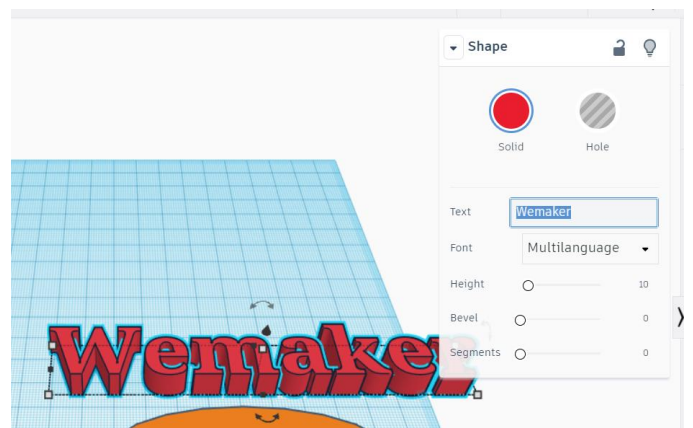 Shape
Solid Hole
Text Wemaker
Font Multilanguage
Height 10
Bevel 0
Segments 0
Wemaker